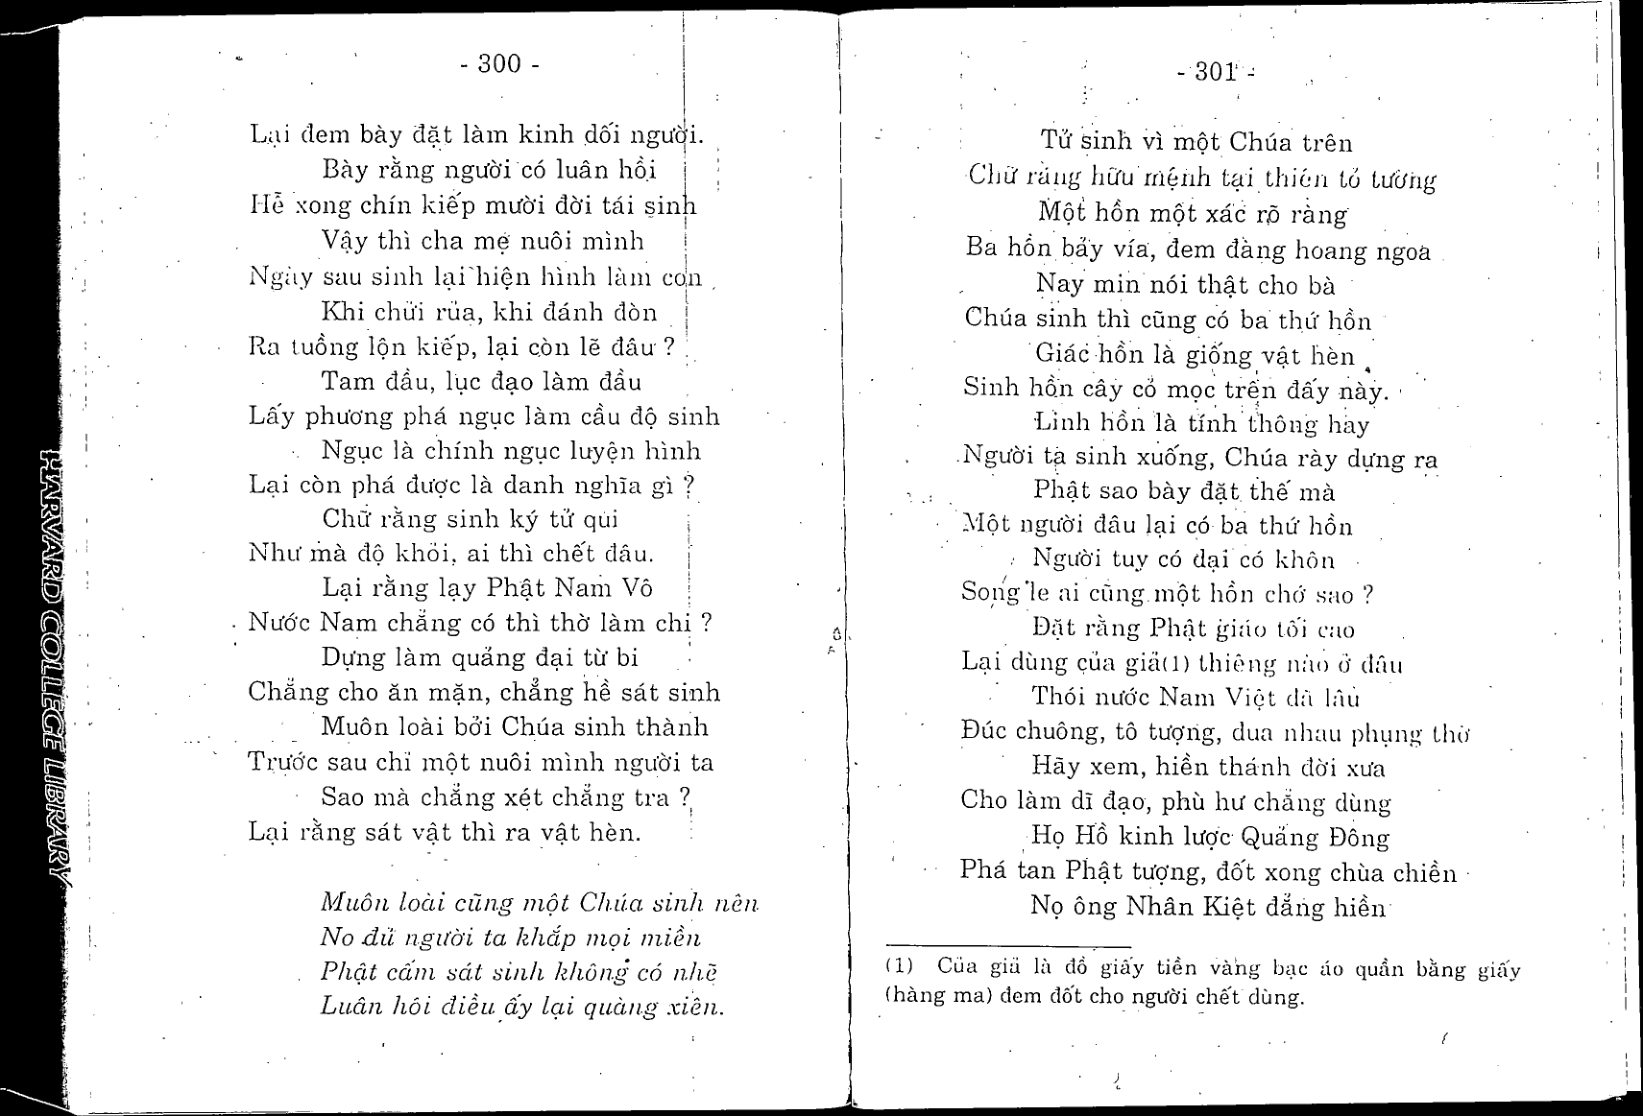 - 300 -
Lại đem bày đặt làm kinh dối người.
Bày rằng người có luân hồi
Hễ xong chín kiếp mười đời tái sinh
Vậy thì cha mẹ nuôi mình
Ngày sau sinh lại hiện hình làm con
Khi chửi rủa, khi đánh đòn
Ra tuồng lộn kiếp, lại còn lẽ đâu ?
Tam đầu, lục đạo làm đầu
Lấy phương phá ngục làm cầu độ sinh
Ngục là chính ngục luyện hình
Lại còn phá được là danh nghĩa gì ?
Chữ rằng sinh ký tử qui
Như mà độ khỏi, ai thì chết đâu.
Lại rằng lạy Phật Nam Vô
Nước Nam chẳng có thì thờ làm chi ?
Dựng làm quảng đại từ bi
Chẳng cho ăn mặn, chẳng hề sát sinh
Muôn loài bởi Chúa sinh thành
Trước sau chỉ một nuôi mình người ta
Sao mà chẳng xét chẳng tra ?
Lại rằng sát vật thì ra vật hèn.
Muôn loài cũng một Chúa sinh nên
No đủ người ta khắp mọi miền
Phật cấm sát sinh không có nhẽ
Luân hồi điều ấy lại quàng xiên.
HARVARD COLLEGE LIBRARY
- 301 -
Tử sinh vì một Chúa trên
Chữ rằng hữu mệnh tại thiên tỏ tường
Một hồn một xác rõ ràng
Ba hồn bảy vía, đem đàng hoang ngoa
Nay min nói thật cho bà
Chúa sinh thì cũng có ba thứ hồn
Giác hồn là giống vật hèn
Sinh hồn cây cỏ mọc trên đấy này.
Linh hồn là tính thông hay
Người ta sinh xuống, Chúa rày dựng ra
Phật sao bày đặt thế mà
Một người đâu lại có ba thứ hồn
Người tuy có dại có khôn
Song le ai cũng một hồn chớ sao ?
Đặt rằng Phật giáo tối cao
Lại dùng của giả(1) thiêng nào ở đâu
Thói nước Nam Việt đã lâu
Đúc chuông, tô tượng, đua nhau phụng thờ
Hãy xem, hiền thánh đời xưa
Cho làm dĩ đạo, phù hư chẳng dùng
Họ Hồ kinh lược Quảng Đông
Phá tan Phật tượng, đốt xong chùa chiền
Nọ ông Nhân Kiệt đấng hiền
(1) Của giả là đồ giấy tiền vàng bạc áo quần bằng giấy
(hàng mã) đem đốt cho người chết dùng.